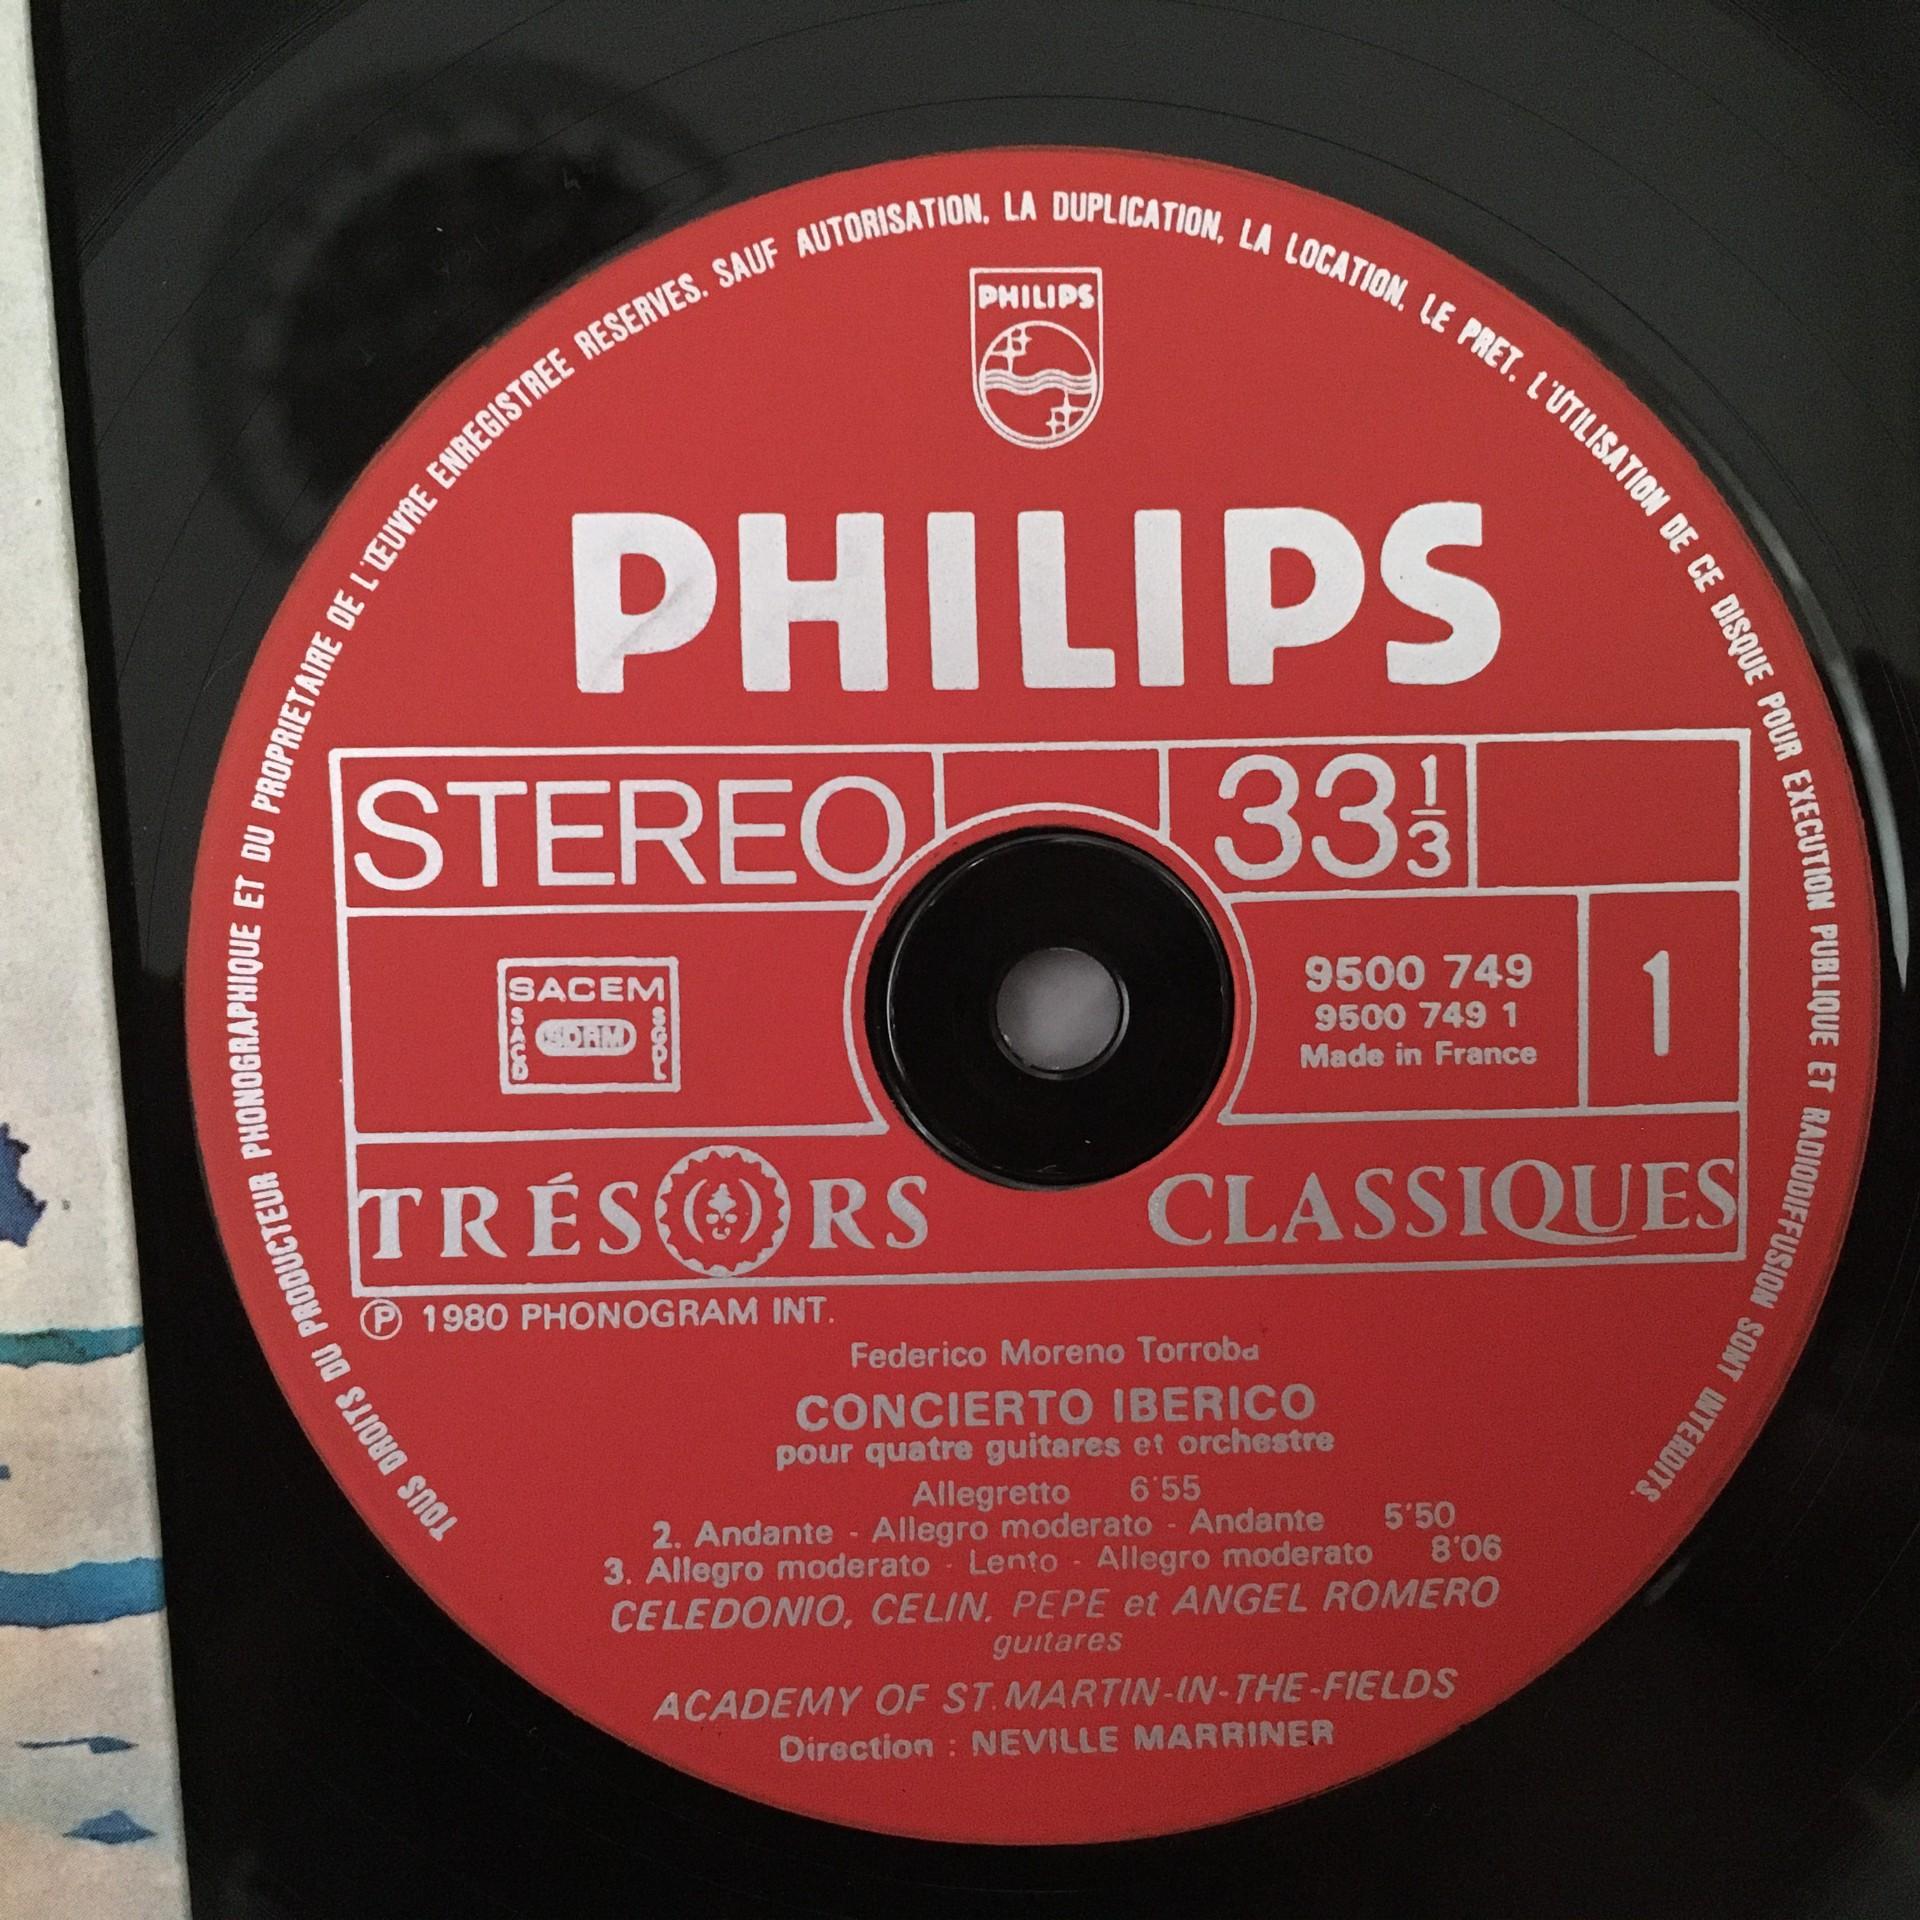 TOUS DROITS DU PRODUCTEUR PHONOGRAPHIQUE ET DU PROPRIETAIRE DE L'ŒUVRE ENREGISTREE RESERVES. SAUF AUTORISATION, LA DUPLICATION, LA LOCATION, LE PRET, L'UTILISATION DE CE DISQUE POUR EXECUTION PUBLIQUE ET RADIODIFFUSION SONT INTERDITS.
PHILIPS
PHILIPS
STEREO
33 1/3
SACEM
SACD
SDRM
SGDL
9500 749
9500 749 1
Made in France
1
TRÉSORS CLASSIQUES
Ⓟ 1980 PHONOGRAM INT.
Federico Moreno Torroba
CONCIERTO IBERICO
pour quatre guitares et orchestre
Allegretto 6'55
2. Andante - Allegro moderato - Andante 5'50
3. Allegro moderato - Lento - Allegro moderato 8'06
CELEDONIO, CELIN, PEPE et ANGEL ROMERO
guitares
ACADEMY OF ST.MARTIN-IN-THE-FIELDS
Direction : NEVILLE MARRINER